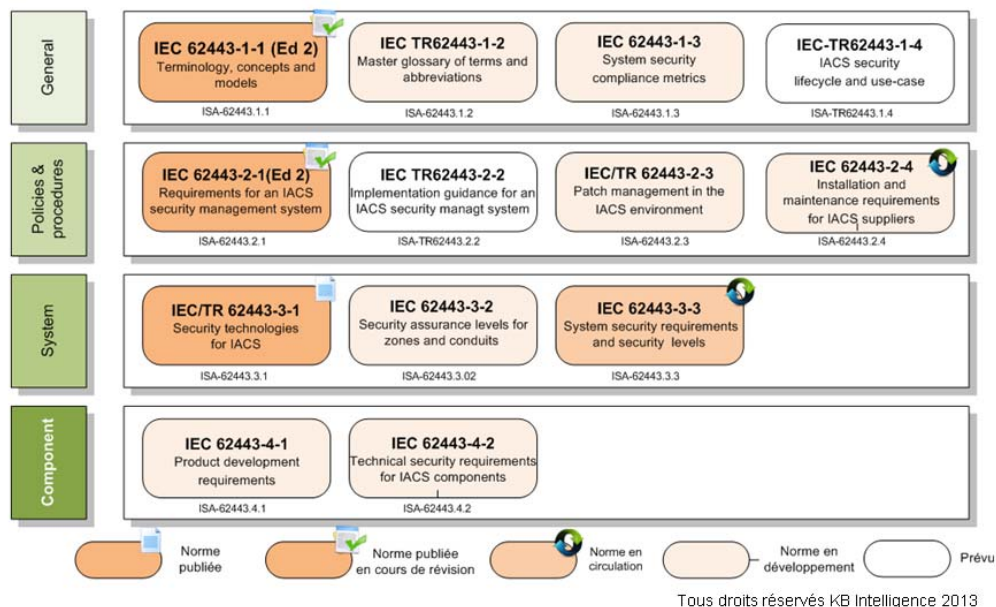 General
IEC 62443-1-1 (Ed 2)
Terminology, concepts and
models
ISA-62443.1.1
IEC TR62443-1-2
Master glossary of terms and
abbreviations
ISA-62443.1.2
IEC 62443-1-3
System security
compliance metrics
ISA-62443.1.3
IEC-TR62443-1-4
IACS security
lifecycle and use-case
ISA-TR62443.1.4
Policies &
procedures
IEC 62443-2-1(Ed 2)
Requirements for an IACS
security management system
ISA-62443.2.1
IEC TR62443-2-2
Implementation guidance for an
IACS security managt system
ISA-TR62443.2.2
IEC/TR 62443-2-3
Patch management in the
IACS environment
ISA-62443.2.3
IEC 62443-2-4
Installation and
maintenance requirements
for IACS suppliers
ISA-62443.2.4
System
IEC/TR 62443-3-1
Security technologies
for IACS
ISA-62443.3.1
IEC 62443-3-2
Security assurance levels for
zones and conduits
ISA-62443.3.02
IEC 62443-3-3
System security requirements
and security levels
ISA-62443.3.3
Component
IEC 62443-4-1
Product development
requirements
ISA-62443.4.1
IEC 62443-4-2
Technical security requirements
for IACS components
ISA-62443.4.2
Norme
publiée
Norme publiée
en cours de révision
Norme en
circulation
Norme en
développement
Prévu
Tous droits réservés KB Intelligence 2013